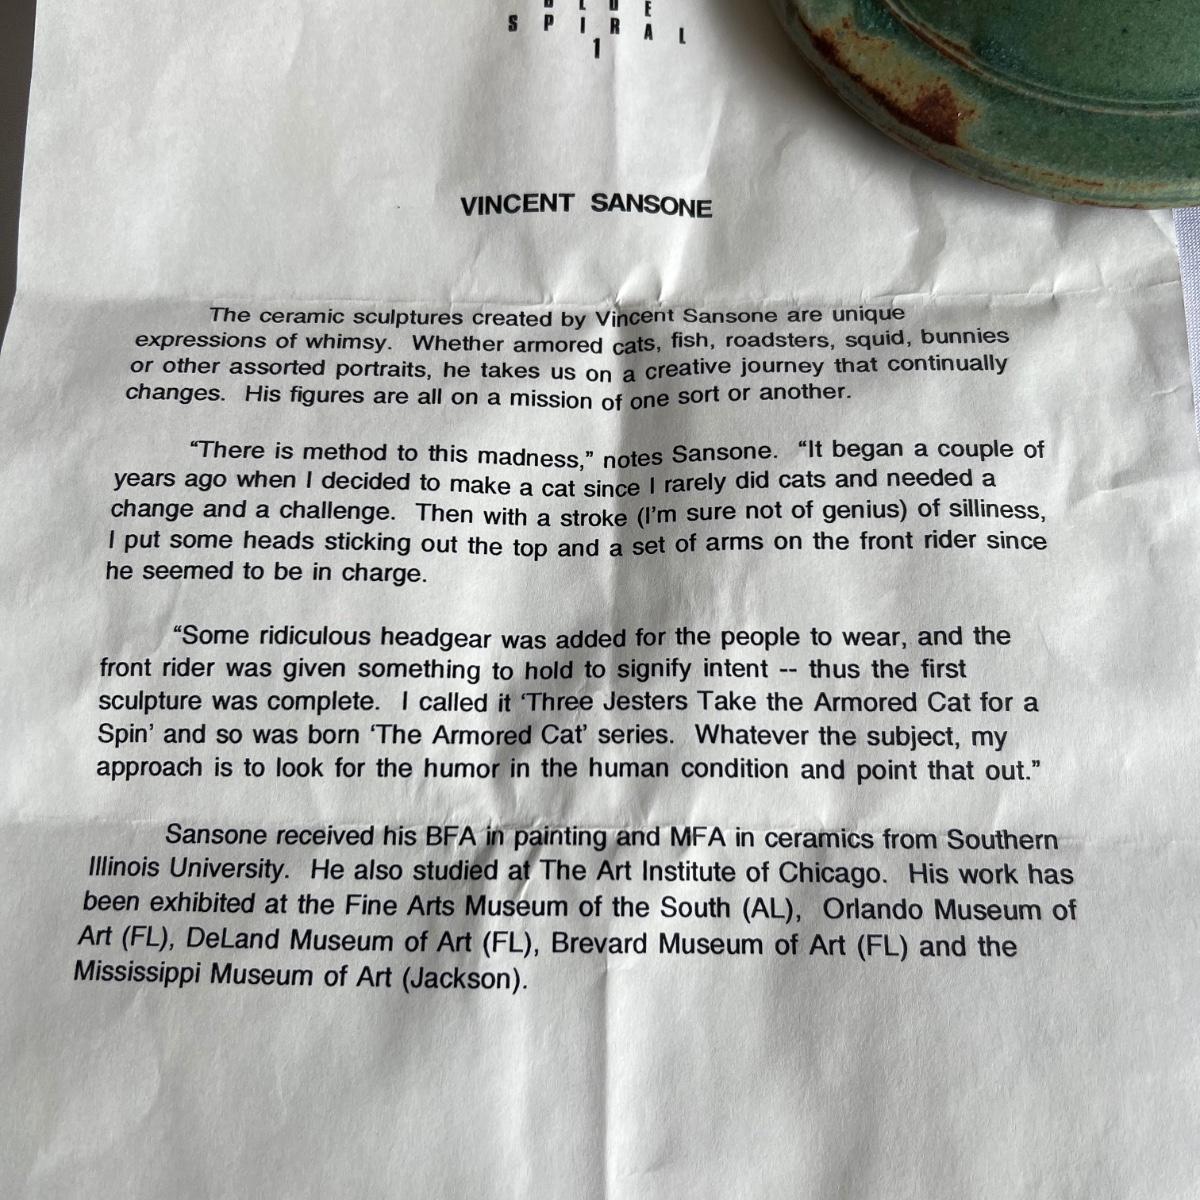 SPIRAL
1
VINCENT SANSONE
The ceramic sculptures created by Vincent Sansone are unique
expressions of whimsy. Whether armored cats, fish, roadsters, squid, bunnies
or other assorted portraits, he takes us on a creative journey that continually
changes. His figures are all on a mission of one sort or another.
“There is method to this madness,” notes Sansone. “It began a couple of
years ago when I decided to make a cat since I rarely did cats and needed a
change and a challenge. Then with a stroke (I’m sure not of genius) of silliness,
I put some heads sticking out the top and a set of arms on the front rider since
he seemed to be in charge.
“Some ridiculous headgear was added for the people to wear, and the
front rider was given something to hold to signify intent -- thus the first
sculpture was complete. I called it ‘Three Jesters Take the Armored Cat for a
Spin’ and so was born ‘The Armored Cat’ series. Whatever the subject, my
approach is to look for the humor in the human condition and point that out.”
Sansone received his BFA in painting and MFA in ceramics from Southern
Illinois University. He also studied at The Art Institute of Chicago. His work has
been exhibited at the Fine Arts Museum of the South (AL), Orlando Museum of
Art (FL), DeLand Museum of Art (FL), Brevard Museum of Art (FL) and the
Mississippi Museum of Art (Jackson).